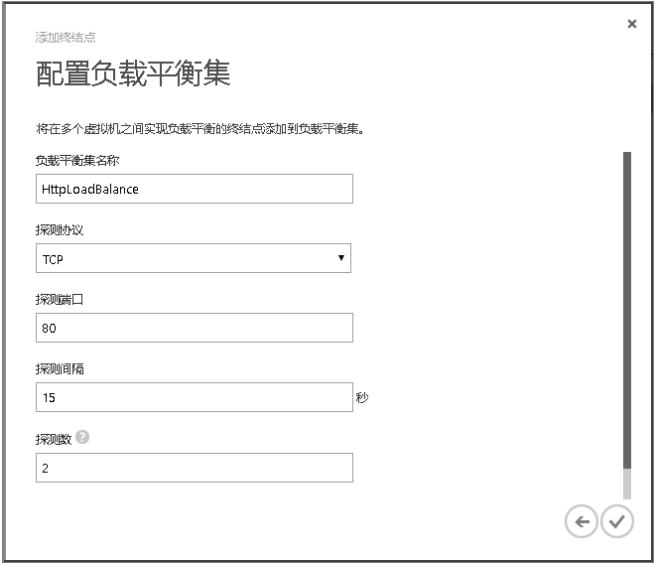 添加终结点
配置负载平衡集
将在多个虚拟机之间实现负载平衡的终结点添加到负载平衡集。
负载平衡集名称
HttpLoadBalance
探测协议
TCP
探测端口
80
探测间隔
15 秒
探测数 ?
2